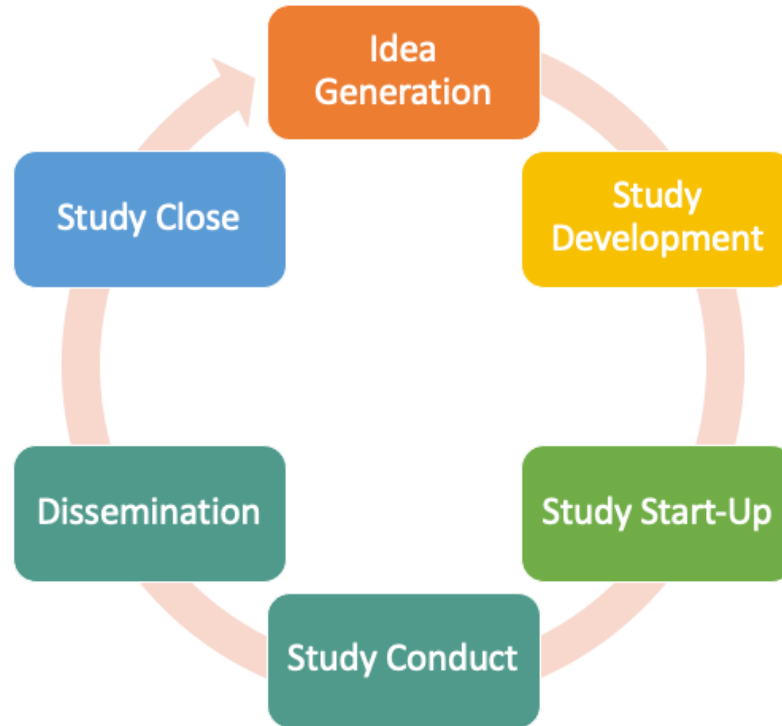 Idea
Generation
Study
Development
Study Start-Up
Study Conduct
Dissemination
Study Close